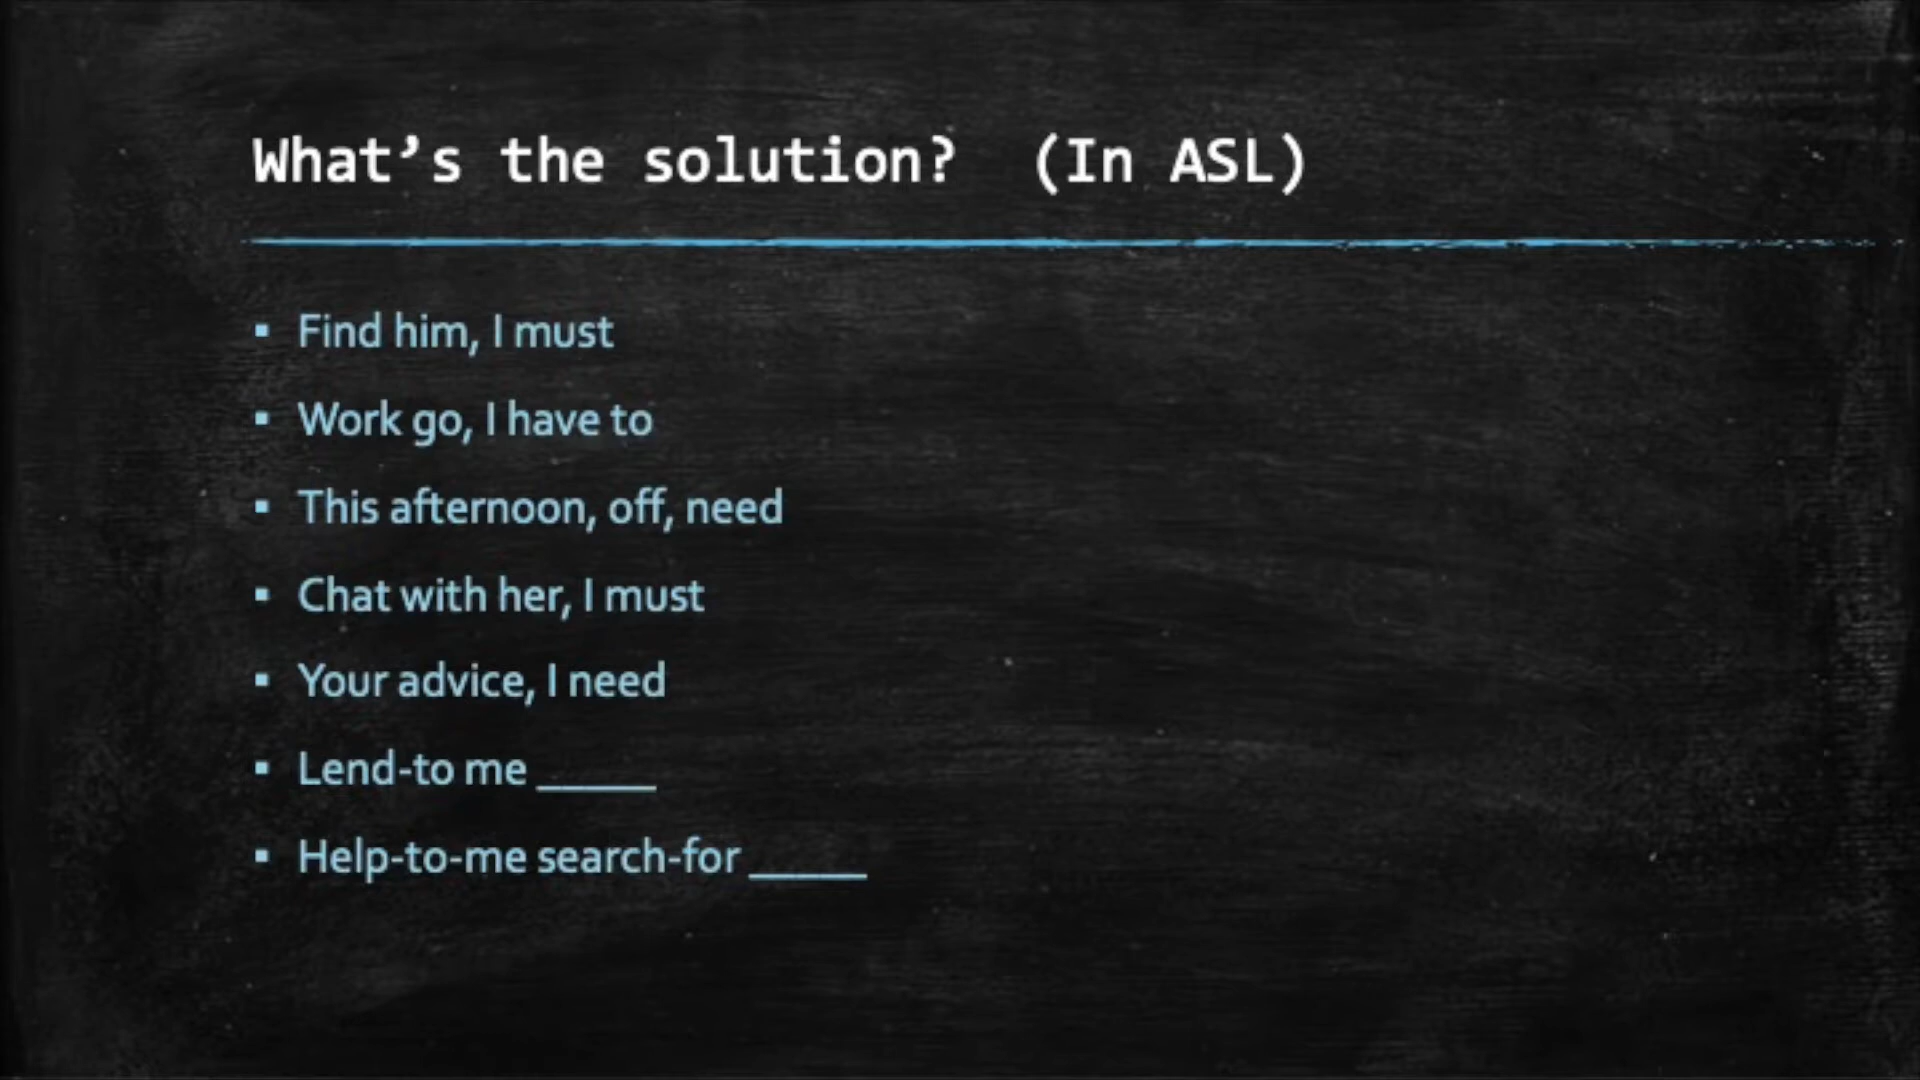 What’s the solution?  (In ASL)
▪ Find him, I must
▪ Work go, I have to
▪ This afternoon, off, need
▪ Chat with her, I must
▪ Your advice, I need
▪ Lend-to me _____
▪ Help-to-me search-for _____